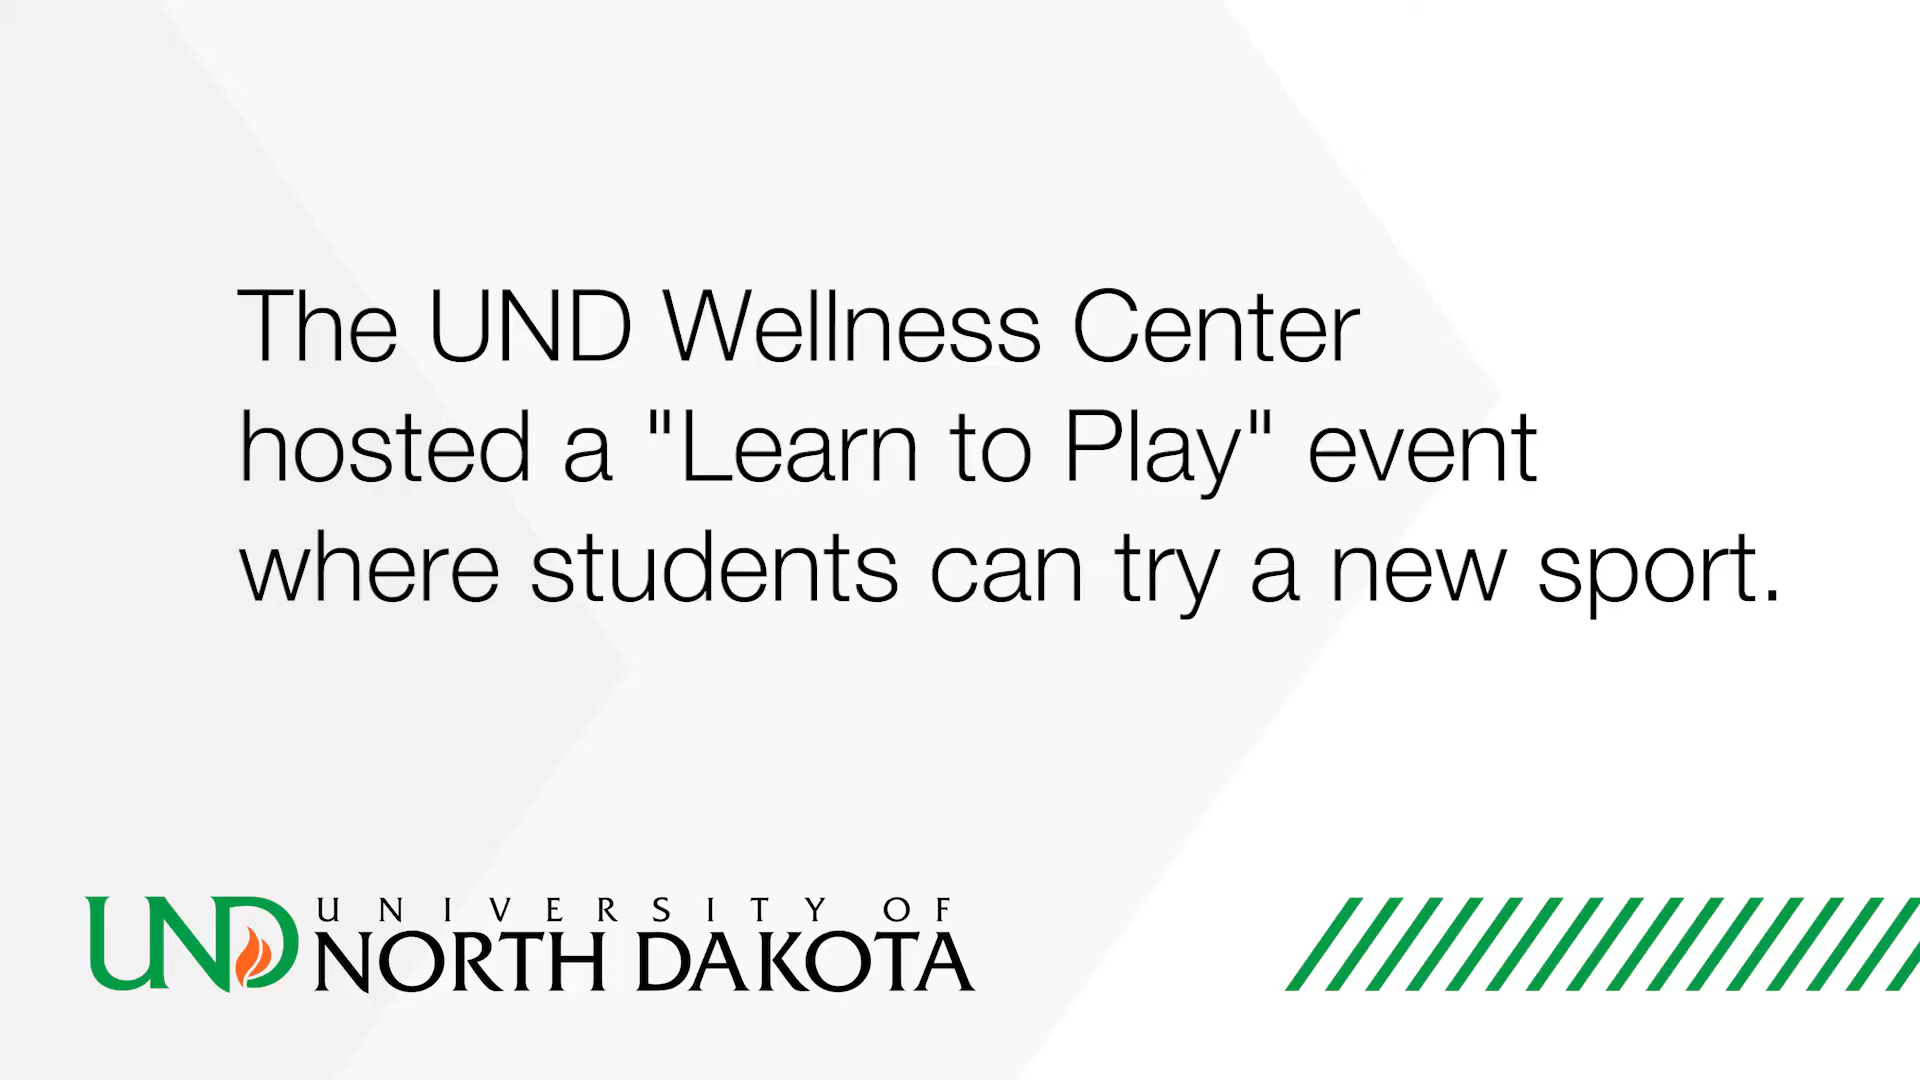 The UND Wellness Center
hosted a "Learn to Play" event
where students can try a new sport.
UND UNIVERSITY OF
NORTH DAKOTA